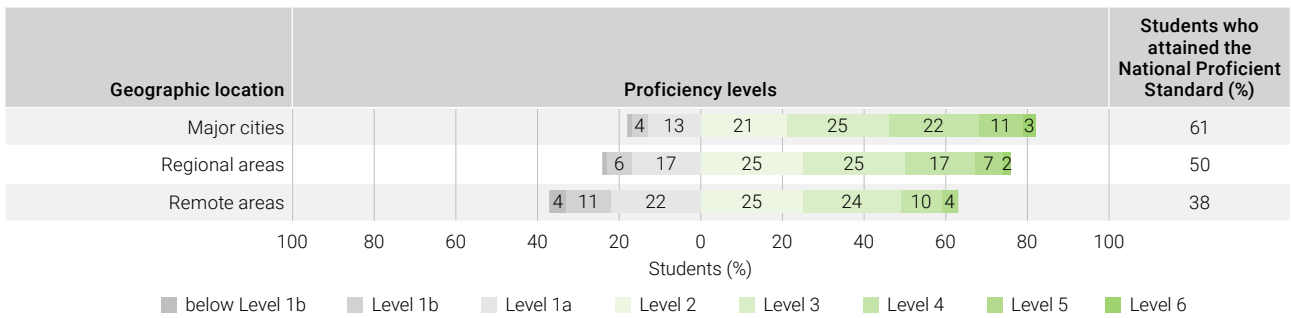 Geographic location
Proficiency levels
Students who
attained the
National Proficient
Standard (%)
Major cities 4 13 21 25 22 11 3 61
Regional areas 6 17 25 25 17 7 2 50
Remote areas 4 11 22 25 24 10 4 38
100 80 60 40 20 0 20 40 60 80 100
Students (%)
below Level 1b Level 1b Level 1a Level 2 Level 3 Level 4 Level 5 Level 6